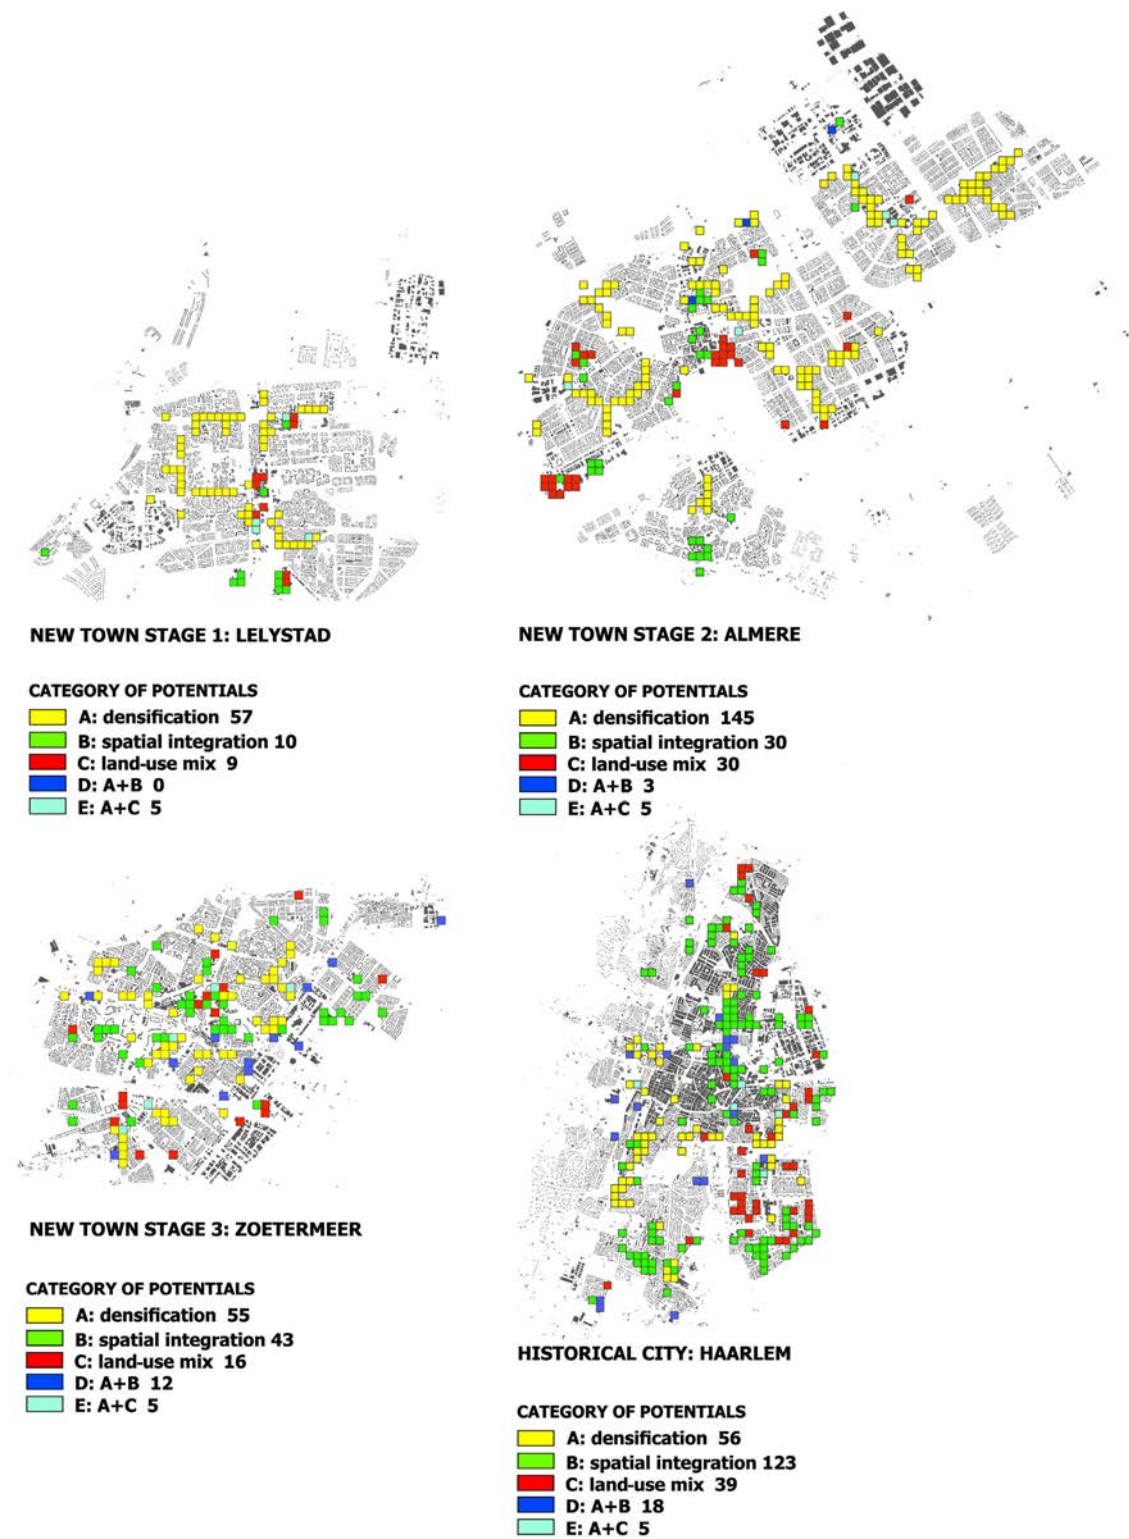 NEW TOWN STAGE 1: LELYSTAD
CATEGORY OF POTENTIALS
A: densification 57
B: spatial integration 10
C: land-use mix 9
D: A+B 0
E: A+C 5
NEW TOWN STAGE 2: ALMERE
CATEGORY OF POTENTIALS
A: densification 145
B: spatial integration 30
C: land-use mix 30
D: A+B 3
E: A+C 5
NEW TOWN STAGE 3: ZOETERMEER
CATEGORY OF POTENTIALS
A: densification 55
B: spatial integration 43
C: land-use mix 16
D: A+B 12
E: A+C 5
HISTORICAL CITY: HAARLEM
CATEGORY OF POTENTIALS
A: densification 56
B: spatial integration 123
C: land-use mix 39
D: A+B 18
E: A+C 5